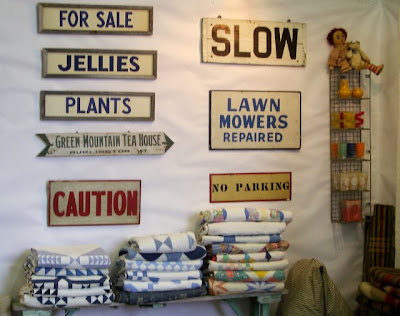 FOR SALE
JELLIES
PLANTS
GREEN MOUNTAIN TEA HOUSE
BURLINGTON VT.
CAUTION
SLOW
LAWN
MOWERS
REPAIRED
NO PARKING